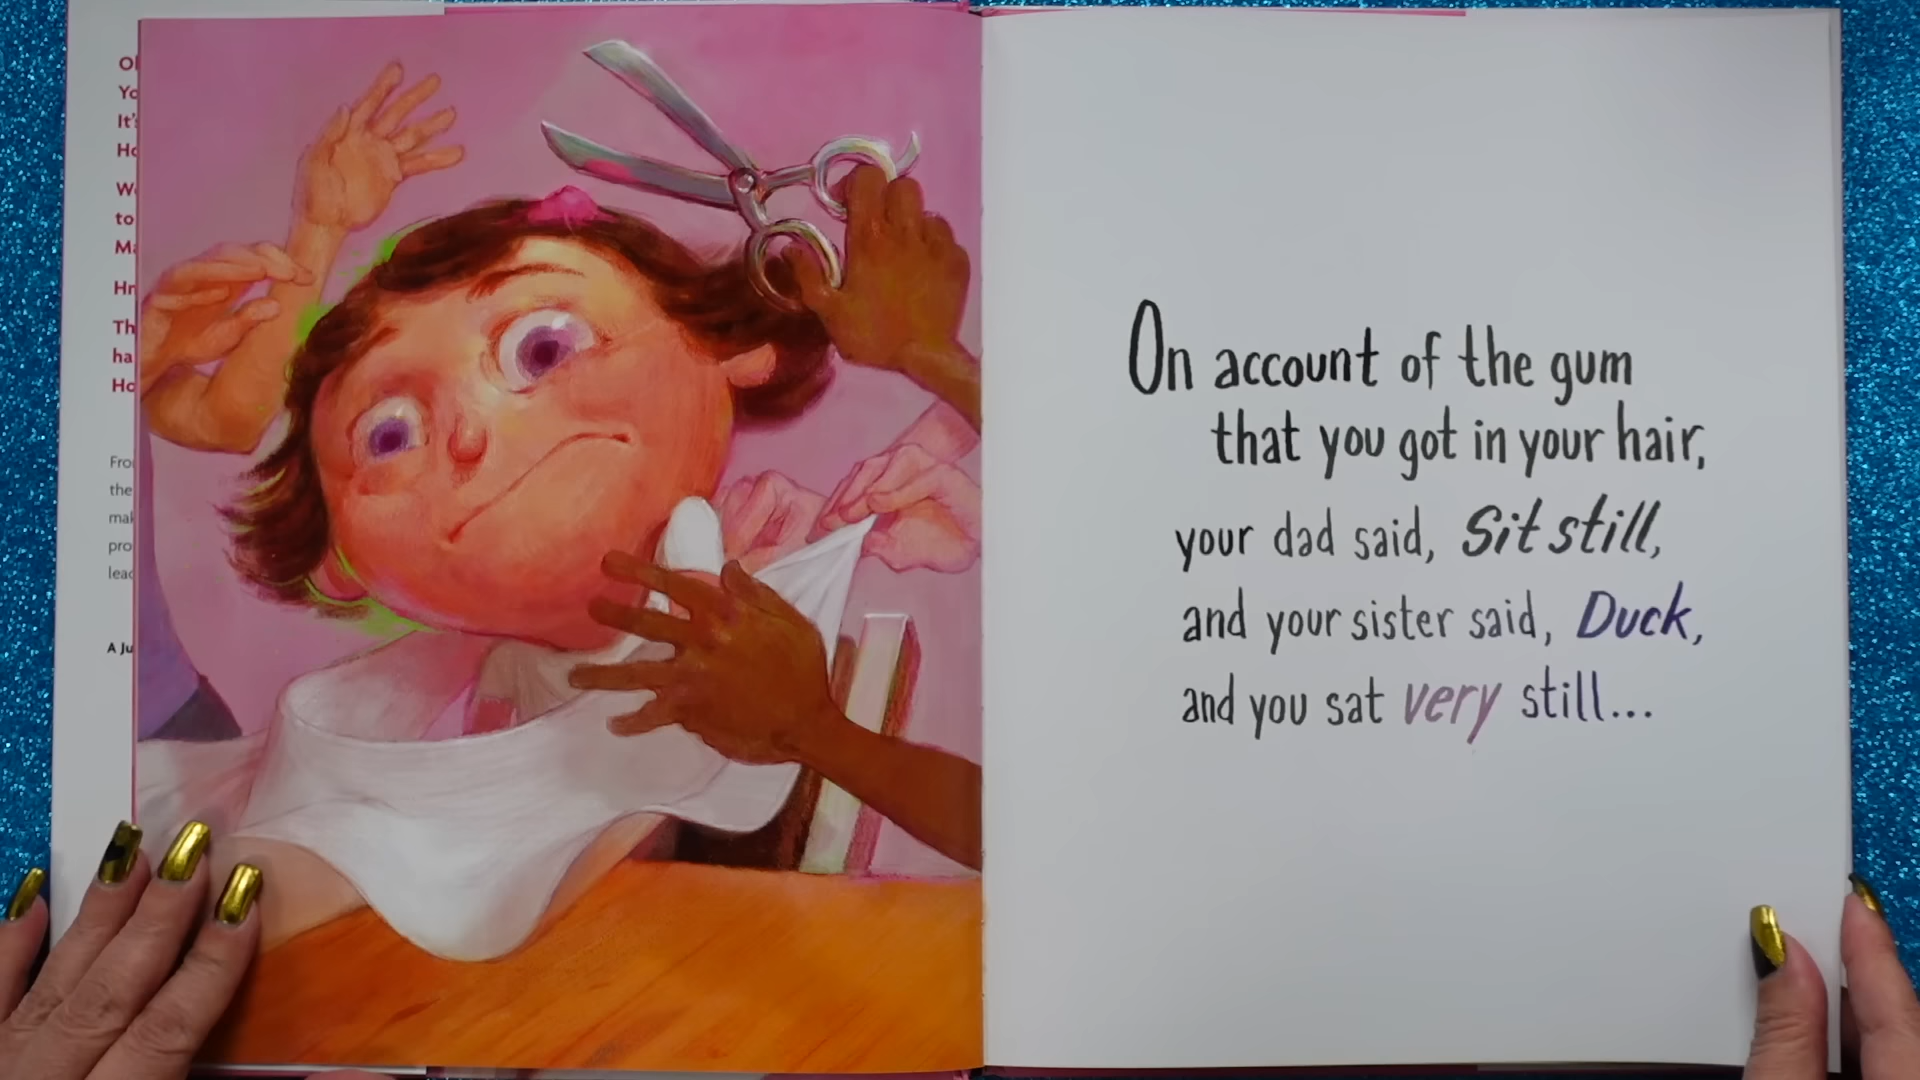 It's
On account of the gum
that you got in your hair,
your dad said, Sit still,
and your sister said, Duck,
and you sat very still...